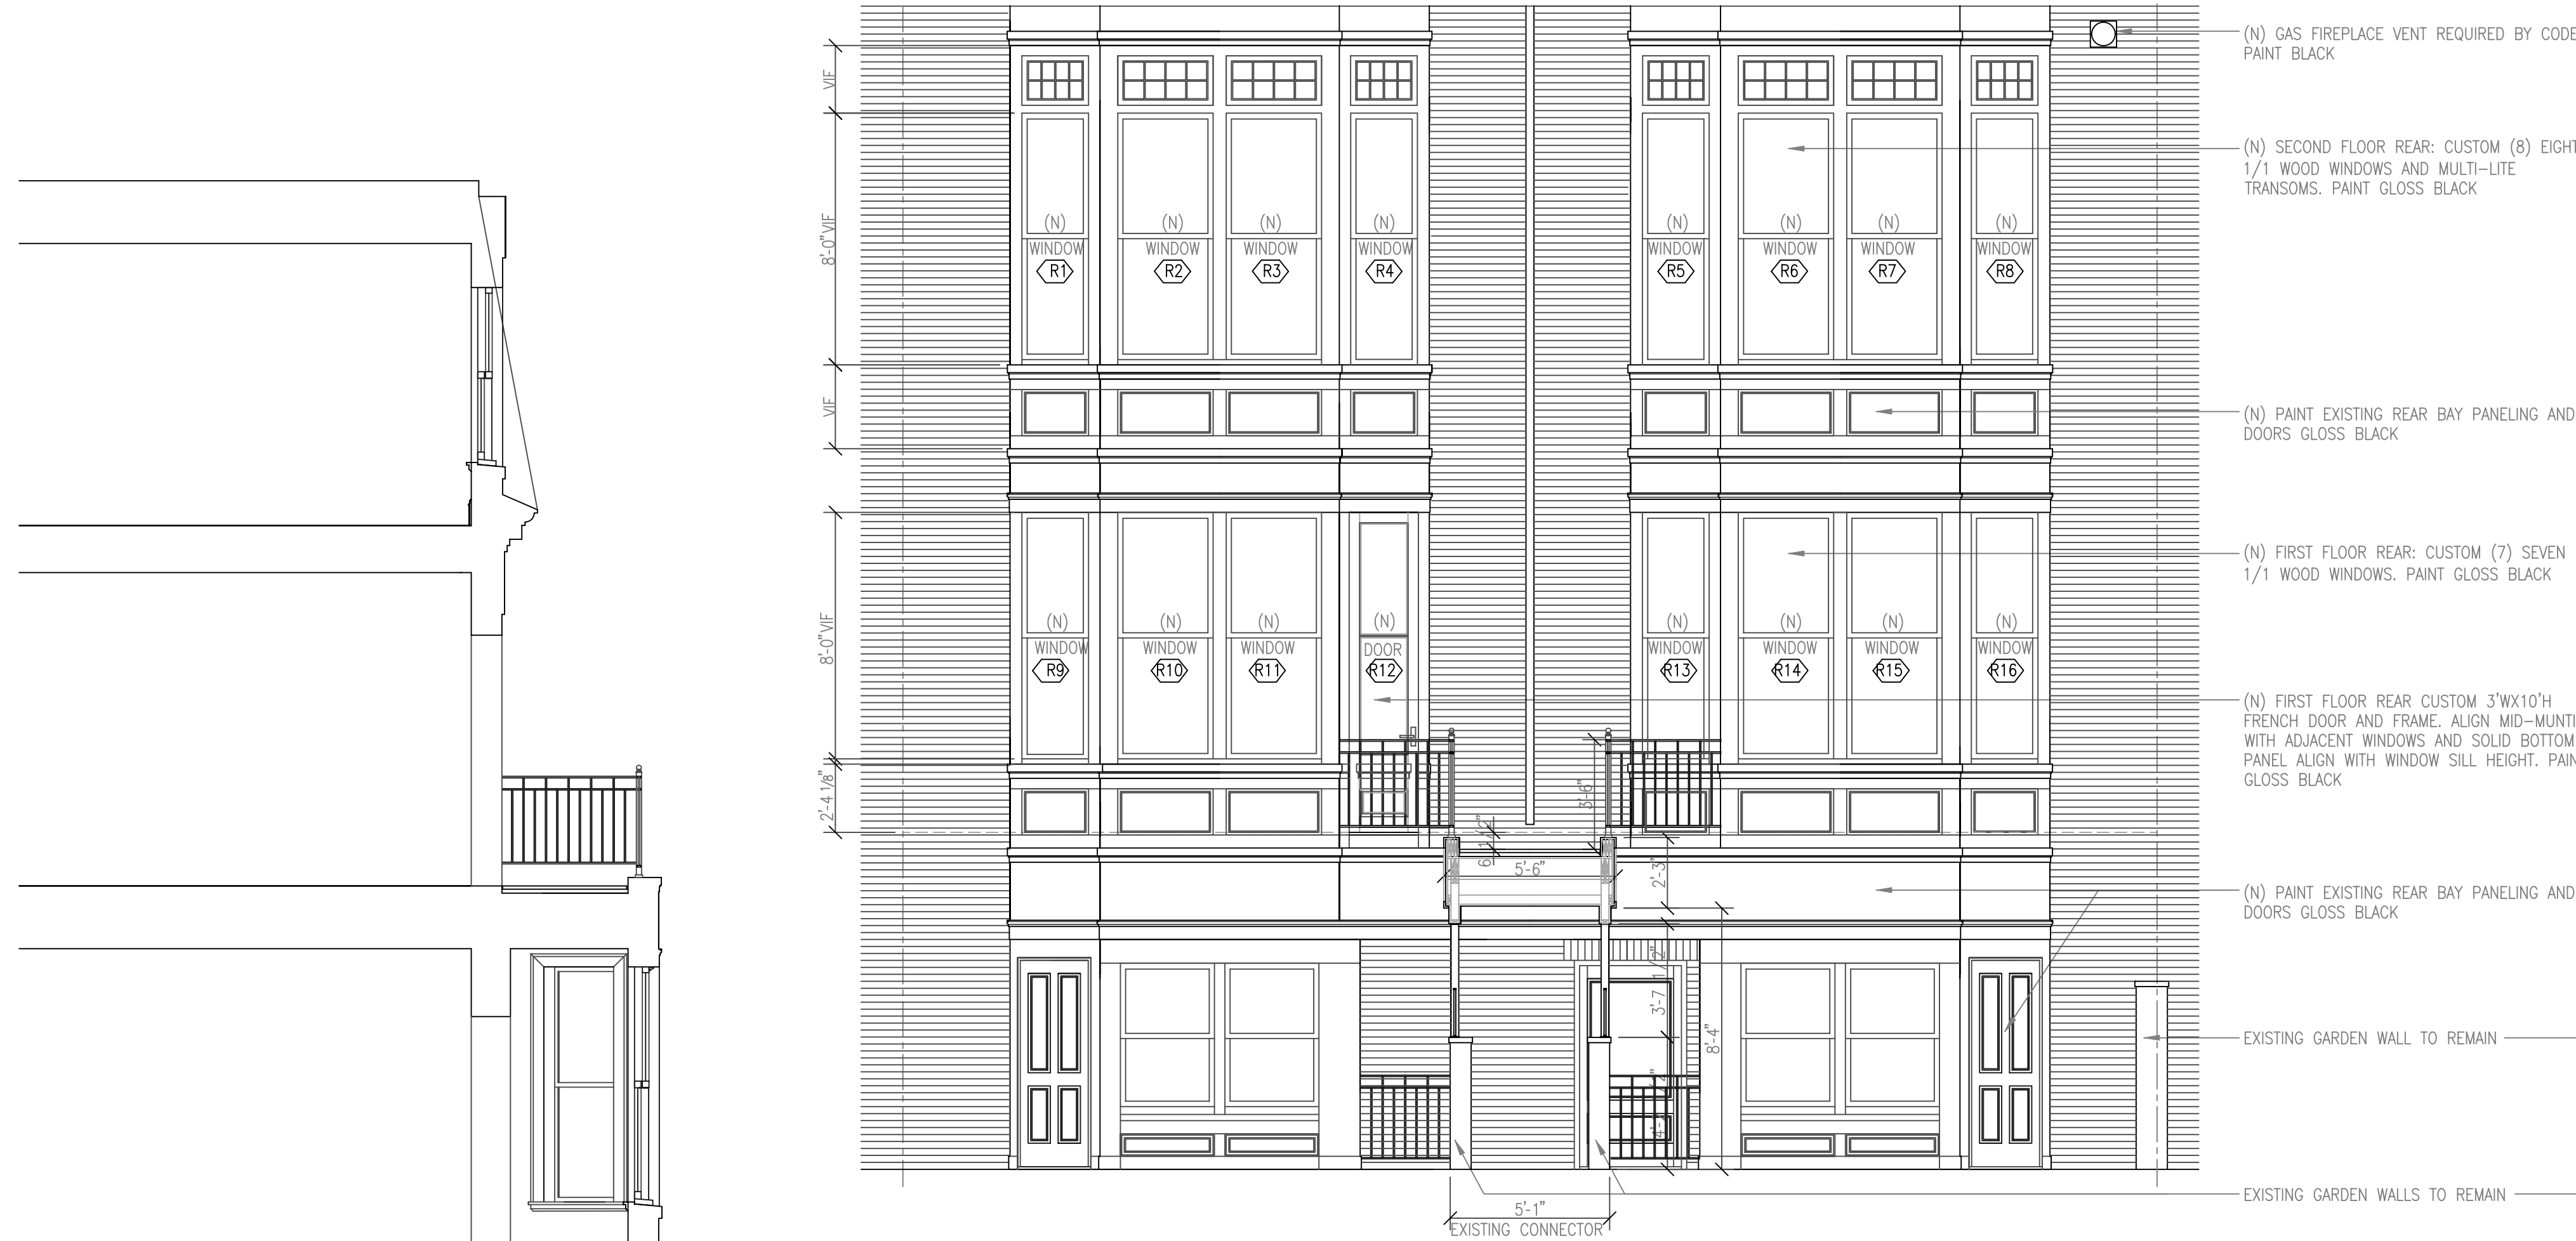 (N) GAS FIREPLACE VENT REQUIRED BY CODE
PAINT BLACK
(N) SECOND FLOOR REAR: CUSTOM (8) EIGHT
1/1 WOOD WINDOWS AND MULTI-LITE
TRANSOMS. PAINT GLOSS BLACK
(N) PAINT EXISTING REAR BAY PANELING AND
DOORS GLOSS BLACK
(N) FIRST FLOOR REAR: CUSTOM (7) SEVEN
1/1 WOOD WINDOWS. PAINT GLOSS BLACK
(N) FIRST FLOOR REAR CUSTOM 3'WX10'H
FRENCH DOOR AND FRAME. ALIGN MID-MUNTI
WITH ADJACENT WINDOWS AND SOLID BOTTOM
PANEL ALIGN WITH WINDOW SILL HEIGHT. PAIN
GLOSS BLACK
(N) PAINT EXISTING REAR BAY PANELING AND
DOORS GLOSS BLACK
EXISTING GARDEN WALL TO REMAIN
EXISTING GARDEN WALLS TO REMAIN
VIF
8'-0" VIF
VIF
8'-0" VIF
2'-4 1/8"
(N) WINDOW R1
(N) WINDOW R2
(N) WINDOW R3
(N) WINDOW R4
(N) WINDOW R5
(N) WINDOW R6
(N) WINDOW R7
(N) WINDOW R8
(N) WINDOW R9
(N) WINDOW R10
(N) WINDOW R11
(N) DOOR R12
(N) WINDOW R13
(N) WINDOW R14
(N) WINDOW R15
(N) WINDOW R16
3'-6"
6 1/2"
5'-6"
2'-3"
3'-7 1/2"
8'-4"
5'-1"
EXISTING CONNECTOR